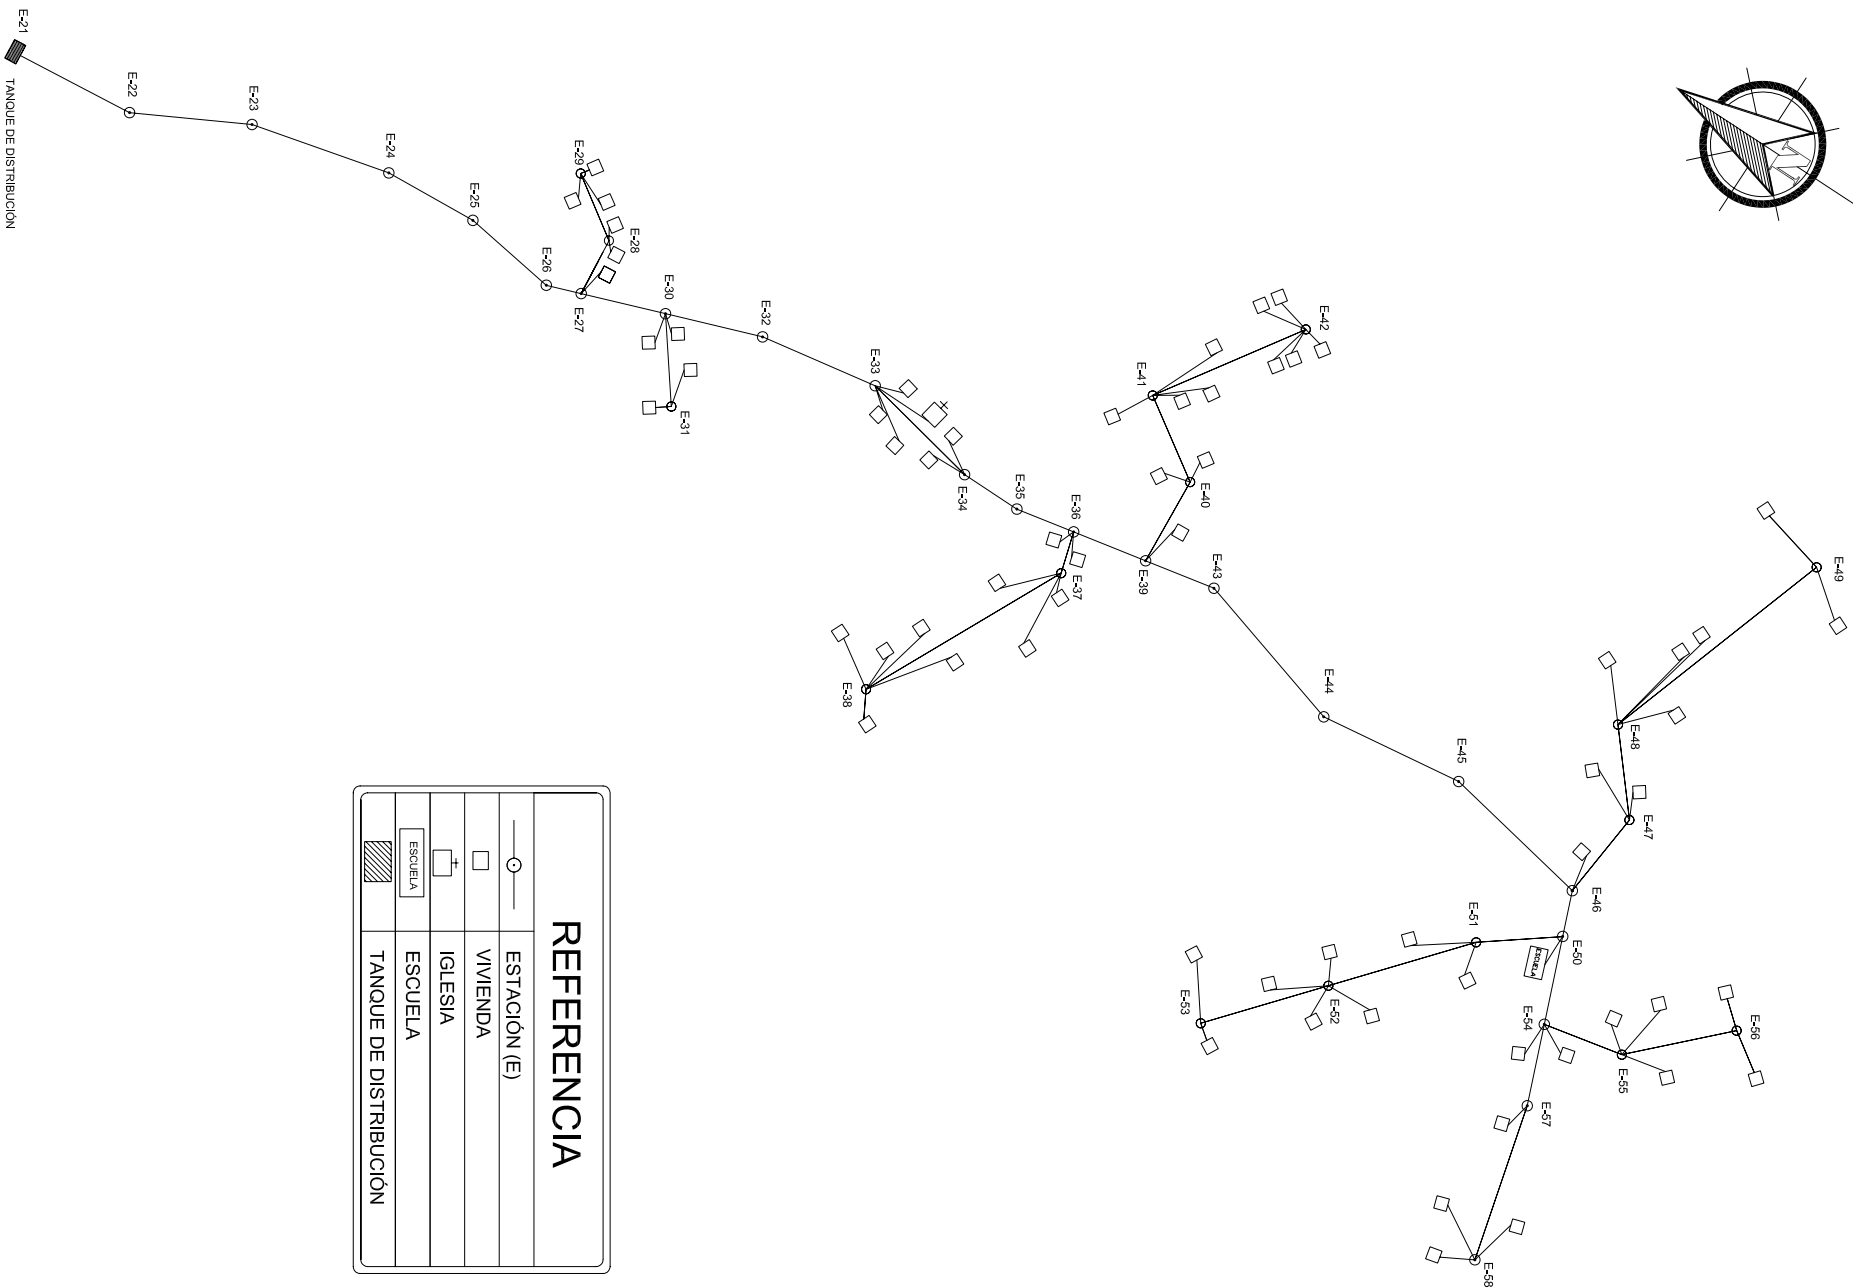 E-21
TANQUE DE DISTRIBUCIÓN
E-22
E-23
E-24
E-25
E-26
E-27
E-28
E-29
E-30
E-31
E-32
E-33
E-34
E-35
E-36
E-37
E-38
E-39
E-40
E-41
E-42
E-43
E-44
E-45
E-46
E-47
E-48
E-49
E-50
ESCUELA
E-51
E-52
E-53
E-54
E-55
E-56
E-57
E-58
N
REFERENCIA
ESTACIÓN (E)
VIVIENDA
IGLESIA
ESCUELA
ESCUELA
TANQUE DE DISTRIBUCIÓN